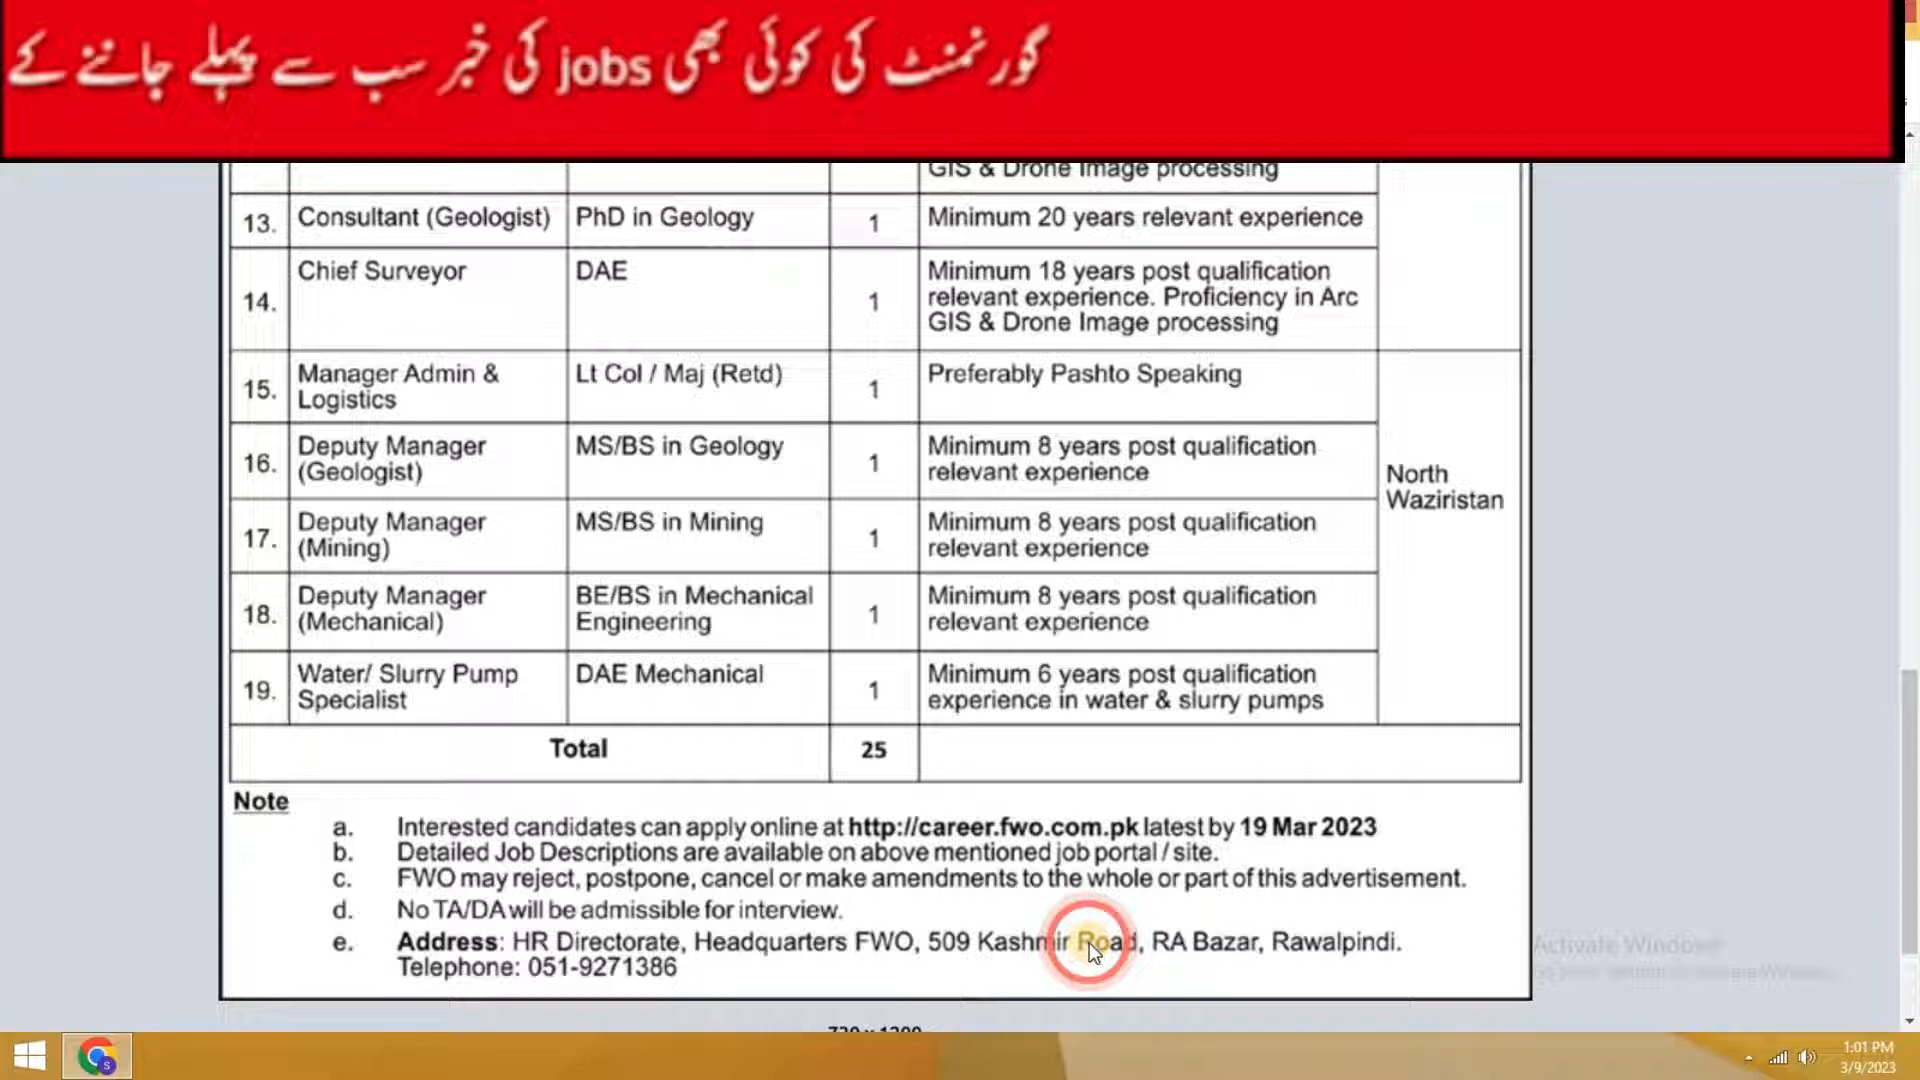 گورنمنٹ کی کوئی بھی jobs کی خبر سب سے پہلے جاننے کے
GIS & Drone Image processing
13. Consultant (Geologist) PhD in Geology 1 Minimum 20 years relevant experience
14. Chief Surveyor DAE 1 Minimum 18 years post qualification
relevant experience. Proficiency in Arc
GIS & Drone Image processing
15. Manager Admin &
Logistics Lt Col / Maj (Retd) 1 Preferably Pashto Speaking
16. Deputy Manager
(Geologist) MS/BS in Geology 1 Minimum 8 years post qualification
relevant experience
North
Waziristan
17. Deputy Manager
(Mining) MS/BS in Mining 1 Minimum 8 years post qualification
relevant experience
18. Deputy Manager
(Mechanical) BE/BS in Mechanical
Engineering 1 Minimum 8 years post qualification
relevant experience
19. Water/ Slurry Pump
Specialist DAE Mechanical 1 Minimum 6 years post qualification
experience in water & slurry pumps
Total 25
Note
a. Interested candidates can apply online at http://career.fwo.com.pk latest by 19 Mar 2023
b. Detailed Job Descriptions are available on above mentioned job portal / site.
c. FWO may reject, postpone, cancel or make amendments to the whole or part of this advertisement.
d. No TA/DA will be admissible for interview.
e. Address: HR Directorate, Headquarters FWO, 509 Kashmir Road, RA Bazar, Rawalpindi.
Telephone: 051-9271386
Activate Windows
1:01 PM
3/9/2023